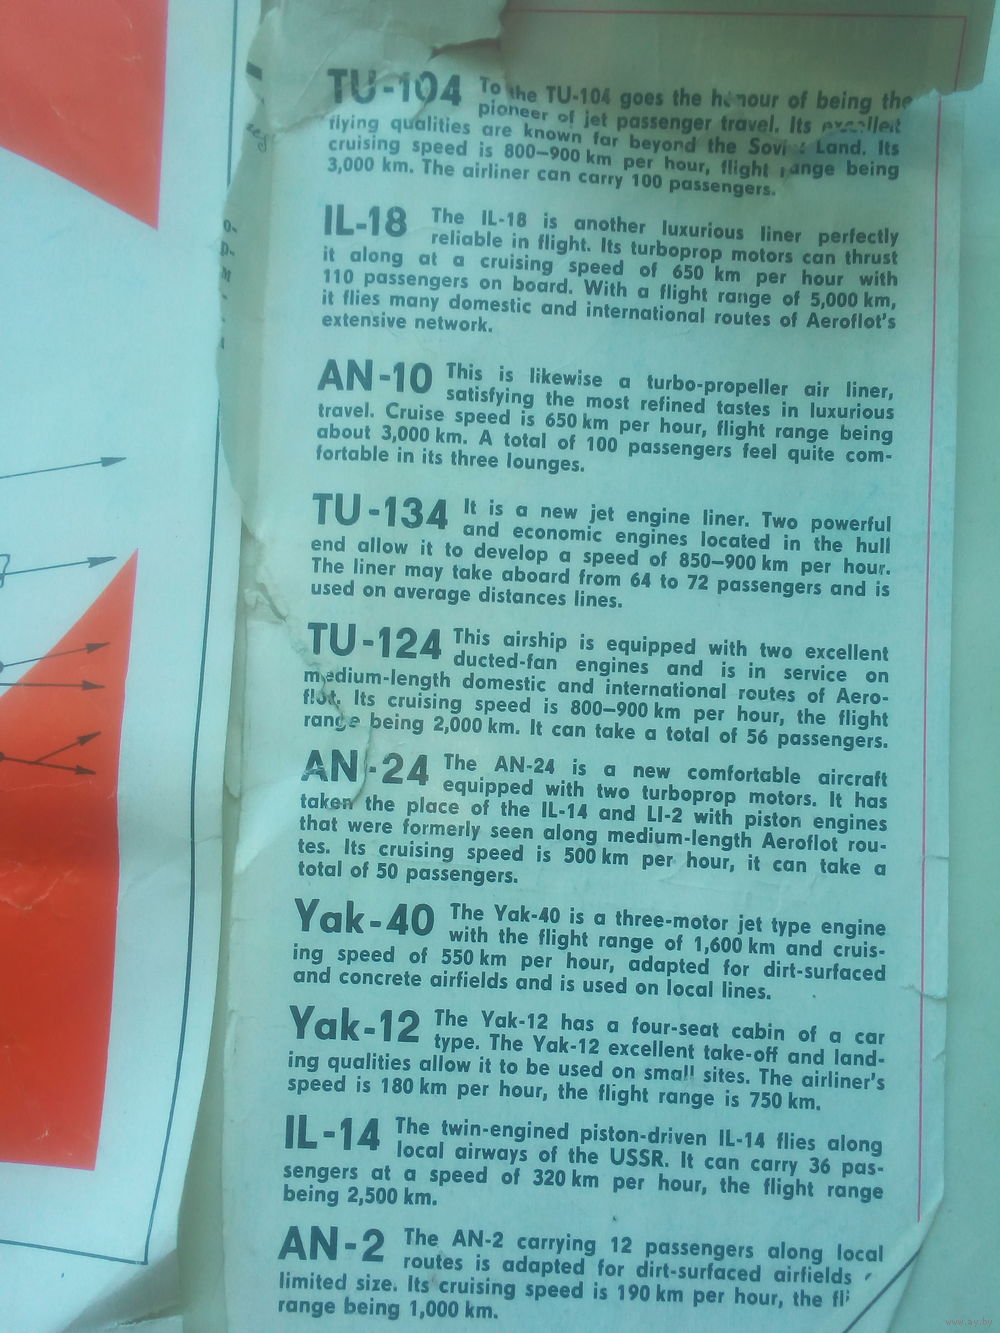 TU-104 To the TU-104 goes the honour of being the
pioneer of jet passenger travel. Its excellent
flying qualities are known far beyond the Soviet Land. Its
cruising speed is 800–900 km per hour, flight range being
3,000 km. The airliner can carry 100 passengers.
IL-18 The IL-18 is another luxurious liner perfectly
reliable in flight. Its turboprop motors can thrust
it along at a cruising speed of 650 km per hour with
110 passengers on board. With a flight range of 5,000 km,
it flies many domestic and international routes of Aeroflot's
extensive network.
AN-10 This is likewise a turbo-propeller air liner,
satisfying the most refined tastes in luxurious
travel. Cruise speed is 650 km per hour, flight range being
about 3,000 km. A total of 100 passengers feel quite com-
fortable in its three lounges.
TU-134 It is a new jet engine liner. Two powerful
and economic engines located in the hull
end allow it to develop a speed of 850–900 km per hour.
The liner may take aboard from 64 to 72 passengers and is
used on average distances lines.
TU-124 This airship is equipped with two excellent
ducted-fan engines and is in service on
medium-length domestic and international routes of Aero-
flot. Its cruising speed is 800–900 km per hour, the flight
range being 2,000 km. It can take a total of 56 passengers.
AN-24 The AN-24 is a new comfortable aircraft
equipped with two turboprop motors. It has
taken the place of the IL-14 and LI-2 with piston engines
that were formerly seen along medium-length Aeroflot rou-
tes. Its cruising speed is 500 km per hour, it can take a
total of 50 passengers.
Yak-40 The Yak-40 is a three-motor jet type engine
with the flight range of 1,600 km and cruis-
ing speed of 550 km per hour, adapted for dirt-surfaced
and concrete airfields and is used on local lines.
Yak-12 The Yak-12 has a four-seat cabin of a car
type. The Yak-12 excellent take-off and land-
ing qualities allow it to be used on small sites. The airliner's
speed is 180 km per hour, the flight range is 750 km.
IL-14 The twin-engined piston-driven IL-14 flies along
local airways of the USSR. It can carry 36 pas-
sengers at a speed of 320 km per hour, the flight range
being 2,500 km.
AN-2 The AN-2 carrying 12 passengers along local
routes is adapted for dirt-surfaced airfields
limited size. Its cruising speed is 190 km per hour, the
range being 1,000 km.
www.ay.by